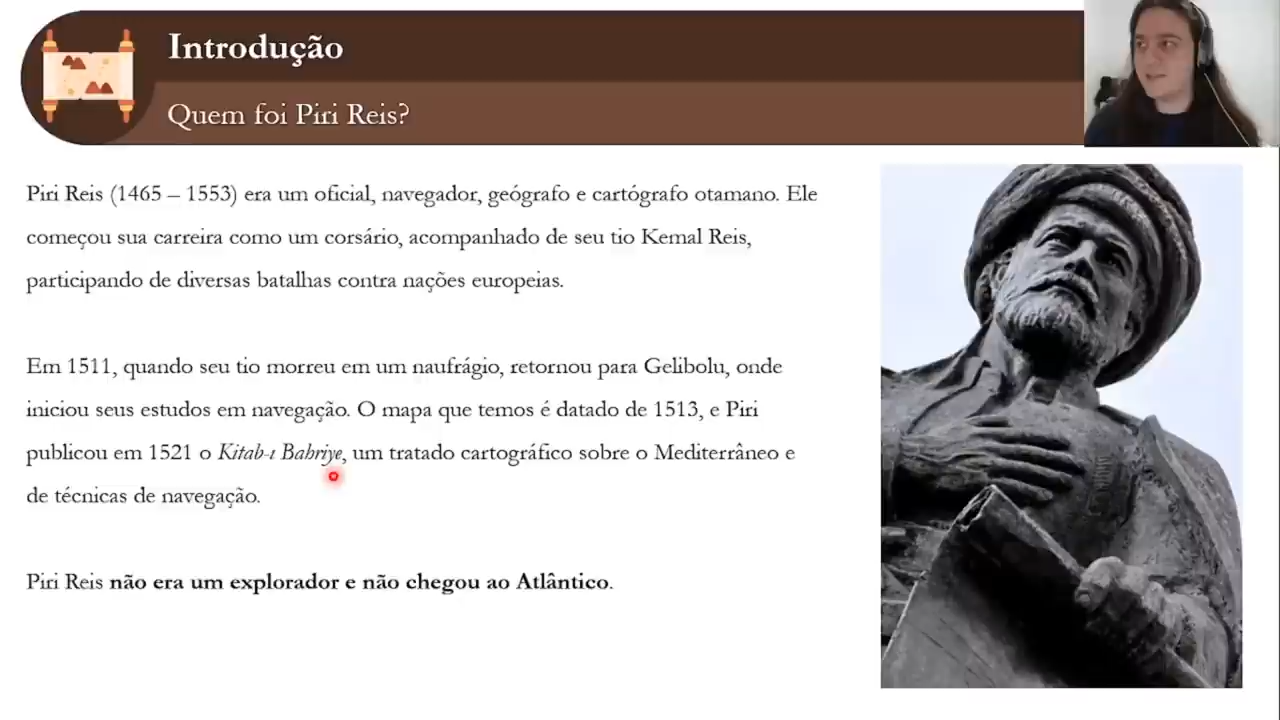 Introdução
Quem foi Piri Reis?
Piri Reis (1465 – 1553) era um oficial, navegador, geógrafo e cartógrafo otamano. Ele
começou sua carreira como um corsário, acompanhado de seu tio Kemal Reis,
participando de diversas batalhas contra nações europeias.
Em 1511, quando seu tio morreu em um naufrágio, retornou para Gelibolu, onde
iniciou seus estudos em navegação. O mapa que temos é datado de 1513, e Piri
publicou em 1521 o Kitab-ı Bahriye, um tratado cartográfico sobre o Mediterrâneo e
de técnicas de navegação.
Piri Reis não era um explorador e não chegou ao Atlântico.